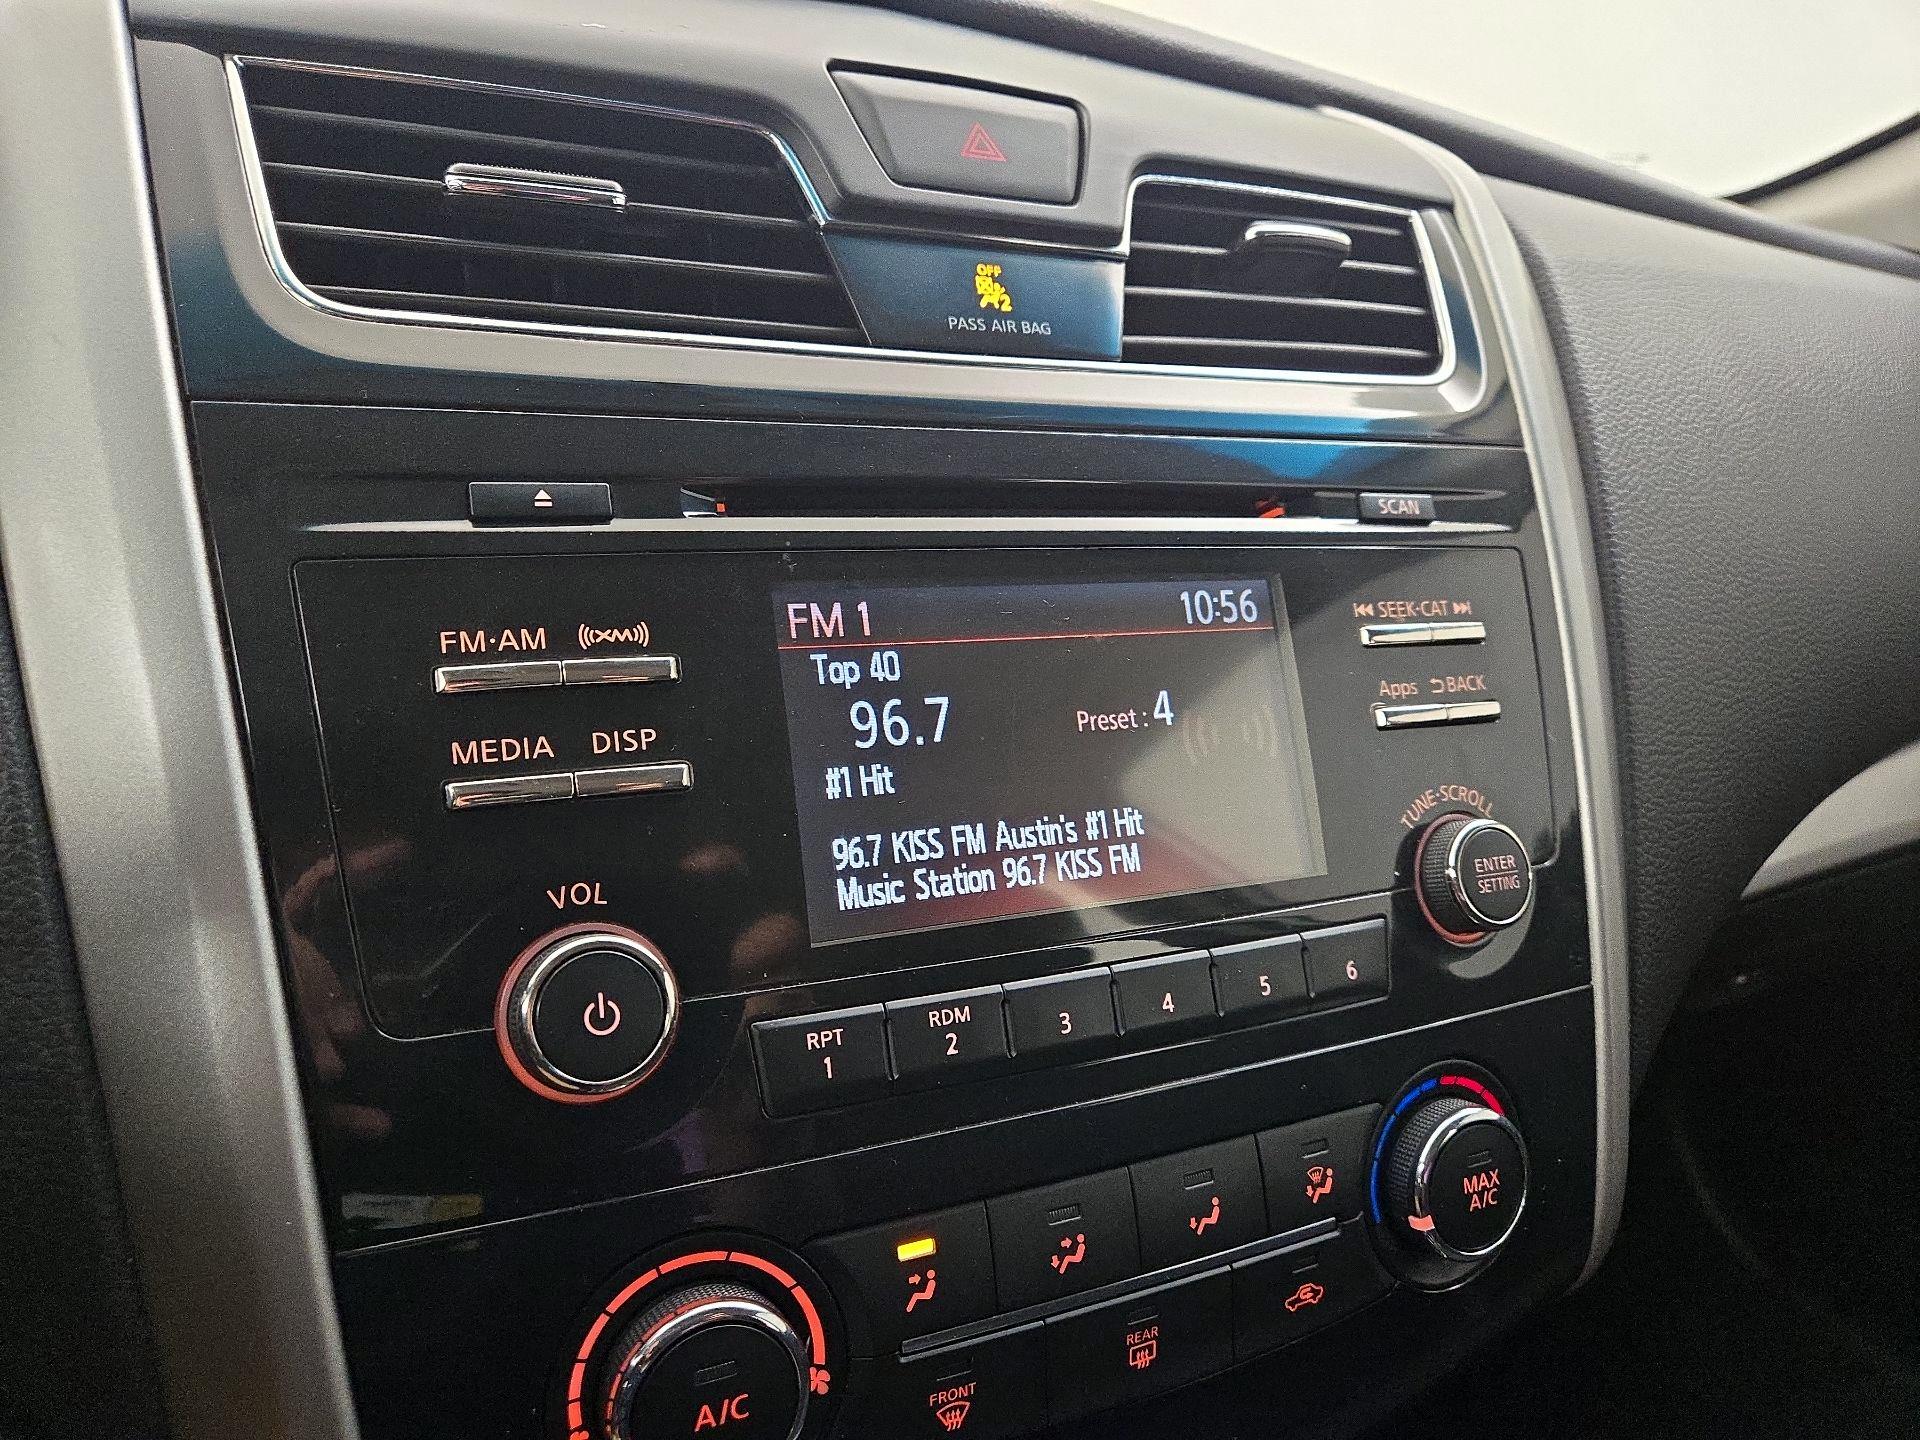 OFF
2
PASS AIR BAG
SCAN
FM·AM
((XM))
FM 1
10:56
SEEK·CAT
Top 40
96.7
Preset : 4
Apps BACK
MEDIA
DISP
#1 Hit
96.7 KISS FM Austin's #1 Hit
Music Station 96.7 KISS FM
TUNE·SCROLL
ENTER
SETTING
VOL
RPT
1
RDM
2
3
4
5
6
MAX
A/C
A/C
FRONT
REAR